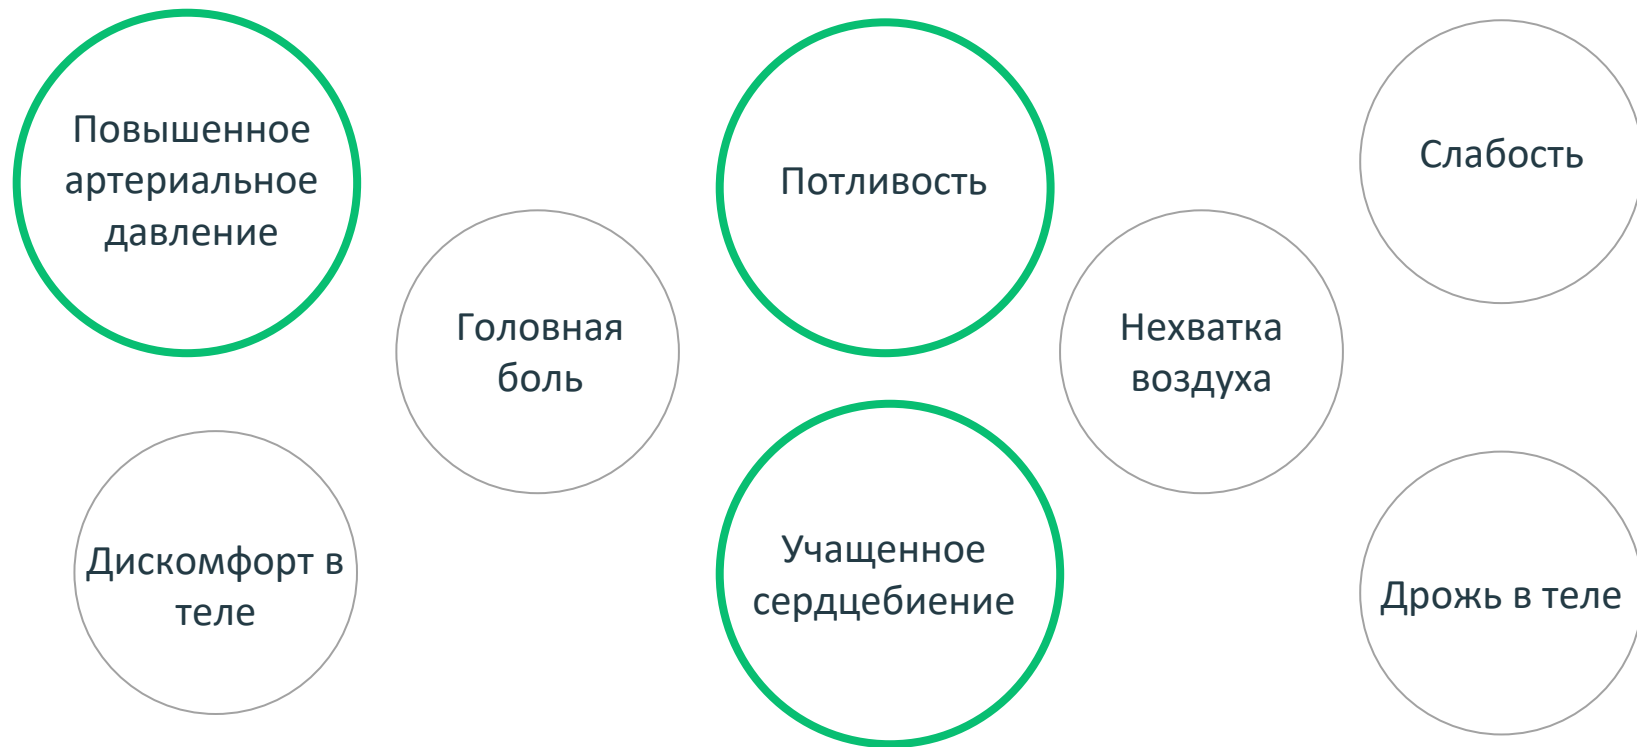 Повышенное
артериальное
давление
Потливость
Слабость
Головная
боль
Нехватка
воздуха
Дискомфорт в
теле
Учащенное
сердцебиение
Дрожь в теле